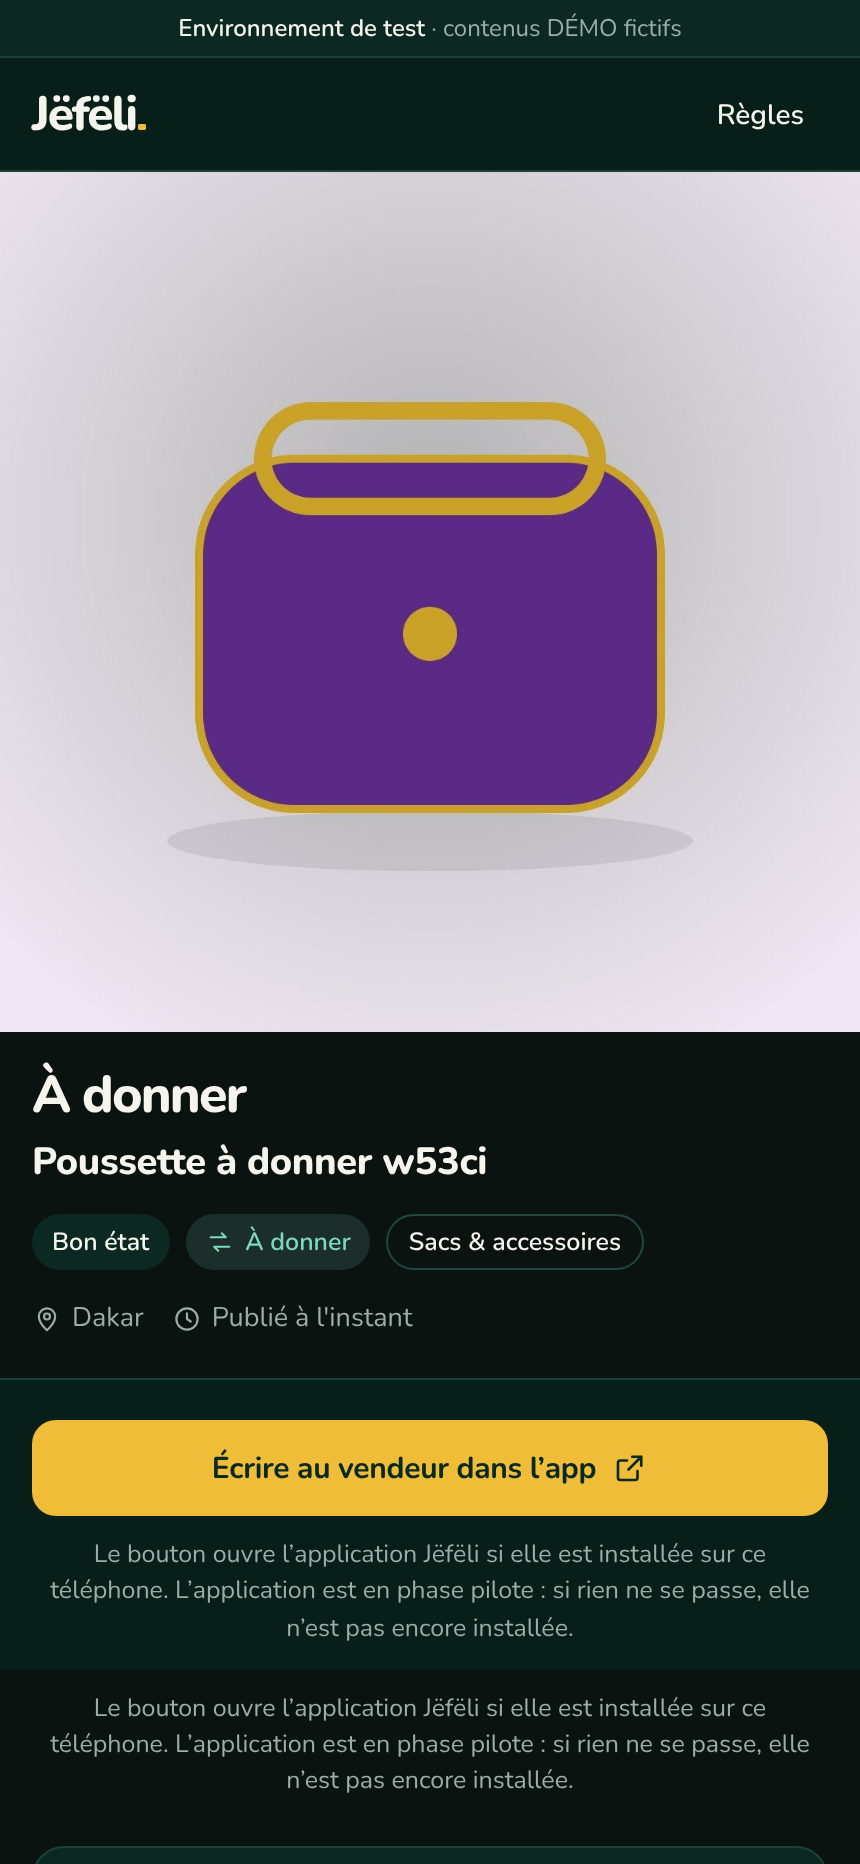 Environnement de test · contenus DÉMO fictifs
Jëfëli.
Règles
À donner
Poussette à donner w53ci
Bon état
À donner
Sacs & accessoires
Dakar
Publié à l'instant
Écrire au vendeur dans l’app
Le bouton ouvre l’application Jëfëli si elle est installée sur ce
téléphone. L’application est en phase pilote : si rien ne se passe, elle
n’est pas encore installée.
Le bouton ouvre l’application Jëfëli si elle est installée sur ce
téléphone. L’application est en phase pilote : si rien ne se passe, elle
n’est pas encore installée.